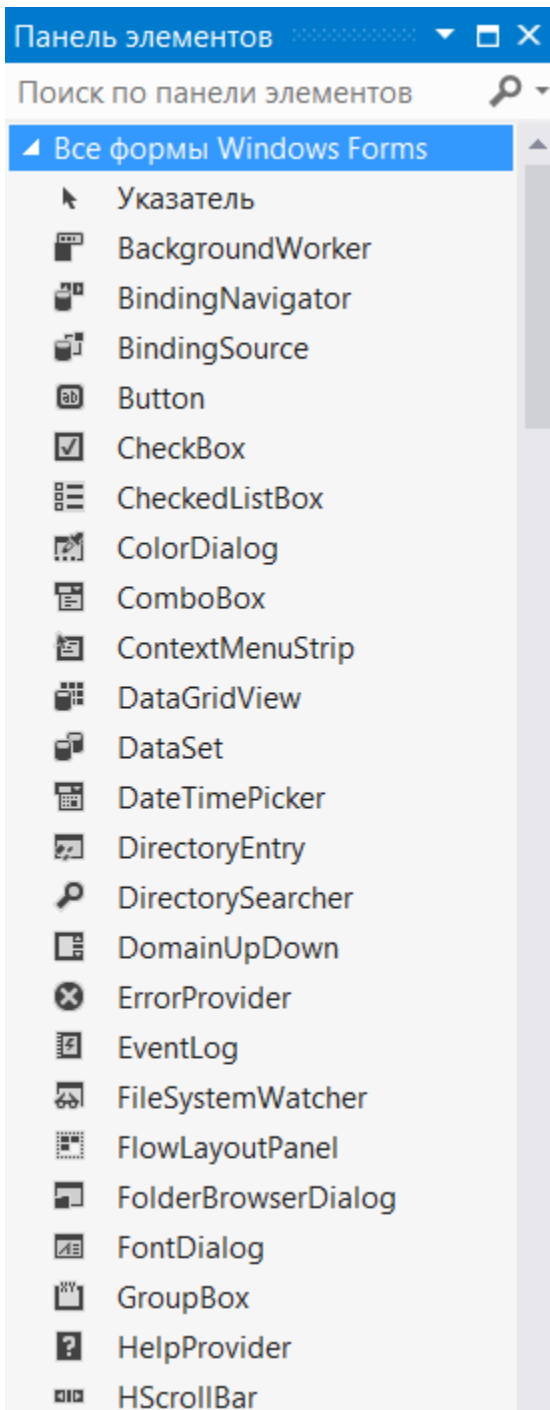 Панель элементов
Поиск по панели элементов
Все формы Windows Forms
Указатель
BackgroundWorker
BindingNavigator
BindingSource
Button
CheckBox
CheckedListBox
ColorDialog
ComboBox
ContextMenuStrip
DataGridView
DataSet
DateTimePicker
DirectoryEntry
DirectorySearcher
DomainUpDown
ErrorProvider
EventLog
FileSystemWatcher
FlowLayoutPanel
FolderBrowserDialog
FontDialog
GroupBox
HelpProvider
HScrollBar